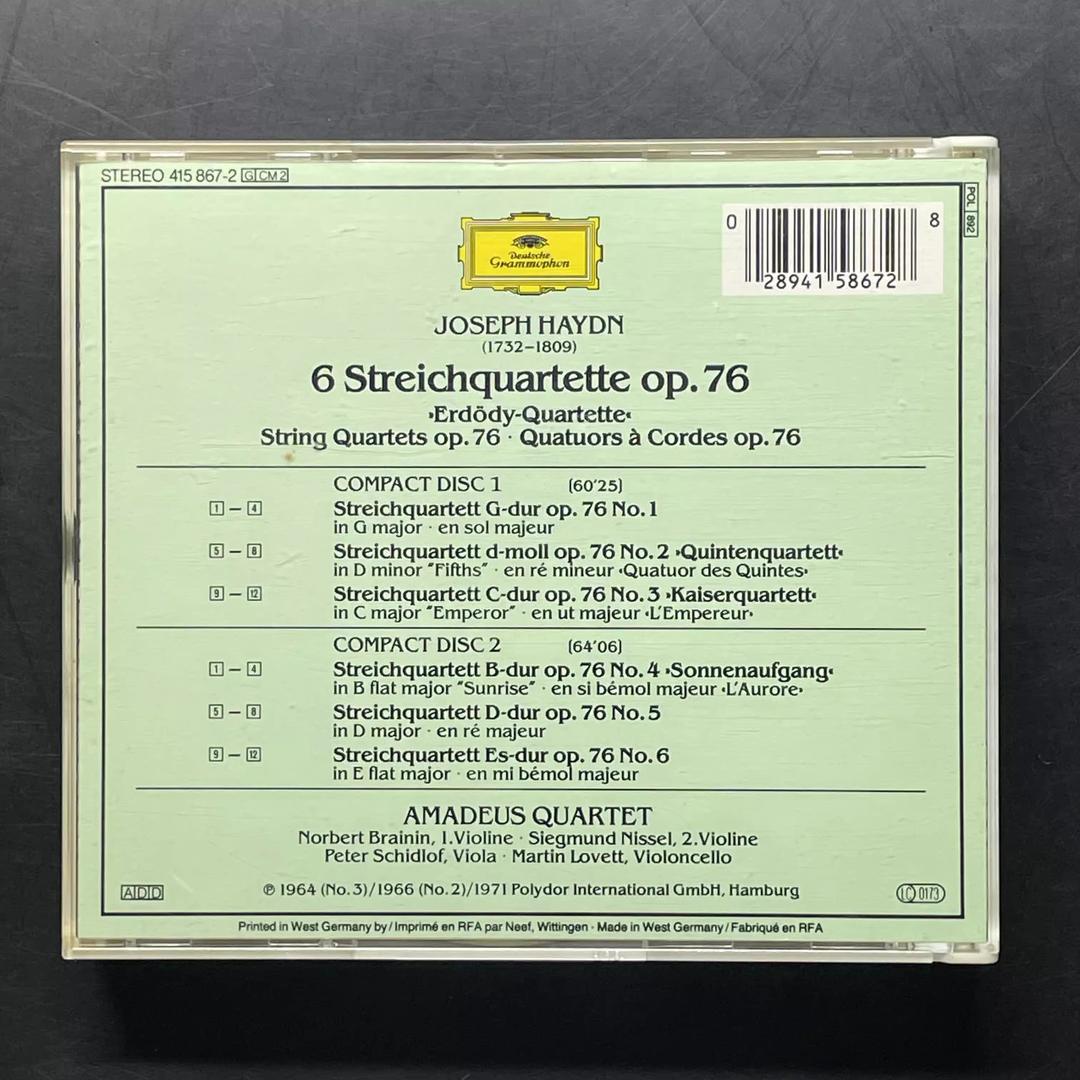 STEREO 415 867-2 G CM 2
POL 892
0 28941 58672 8
Deutsche
Grammophon
JOSEPH HAYDN
(1732–1809)
6 Streichquartette op. 76
›Erdödy-Quartette‹
String Quartets op. 76 · Quatuors à Cordes op. 76
COMPACT DISC 1 (60'25)
1 – 4 Streichquartett G-dur op. 76 No. 1
in G major · en sol majeur
5 – 8 Streichquartett d-moll op. 76 No. 2 ›Quintenquartett‹
in D minor "Fifths" · en ré mineur ‹Quatuor des Quintes›
9 – 12 Streichquartett C-dur op. 76 No. 3 ›Kaiserquartett‹
in C major "Emperor" · en ut majeur ‹L'Empereur›
COMPACT DISC 2 (64'06)
1 – 4 Streichquartett B-dur op. 76 No. 4 ›Sonnenaufgang‹
in B flat major "Sunrise" · en si bémol majeur ‹L'Aurore›
5 – 8 Streichquartett D-dur op. 76 No. 5
in D major · en ré majeur
9 – 12 Streichquartett Es-dur op. 76 No. 6
in E flat major · en mi bémol majeur
AMADEUS QUARTET
Norbert Brainin, 1. Violine · Siegmund Nissel, 2. Violine
Peter Schidlof, Viola · Martin Lovett, Violoncello
ADD ℗ 1964 (No. 3)/1966 (No. 2)/1971 Polydor International GmbH, Hamburg LC 0173
Printed in West Germany by / Imprimé en RFA par Neef, Wittingen · Made in West Germany / Fabriqué en RFA